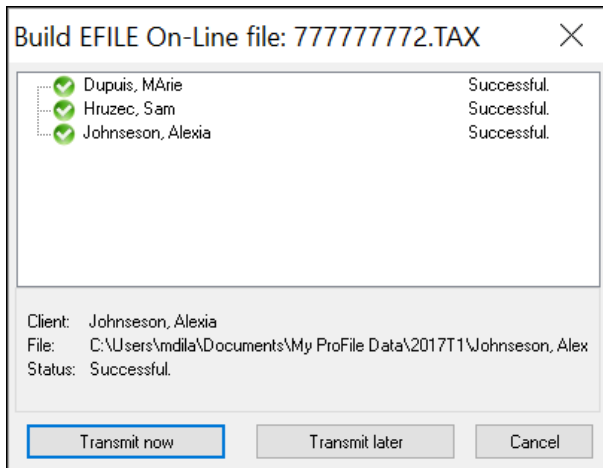 Build EFILE On-Line file: 777777772.TAX
Dupuis, MArie Successful.
Hruzec, Sam Successful.
Johnseson, Alexia Successful.
Client: Johnseson, Alexia
File: C:\Users\mdila\Documents\My ProFile Data\2017T1\Johnseson, Alex
Status: Successful.
Transmit now Transmit later Cancel